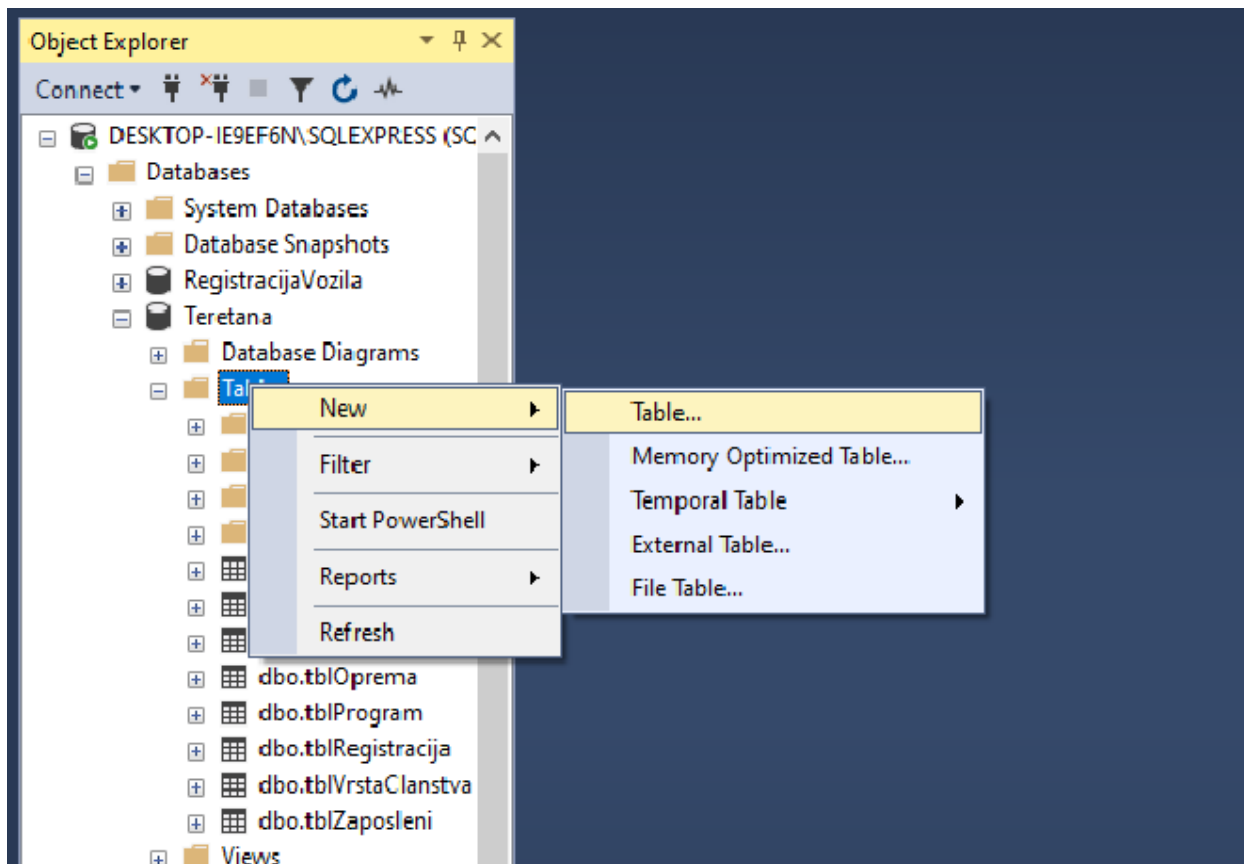 Object Explorer
Connect
DESKTOP-IE9EF6N\SQLEXPRESS (SC
Databases
System Databases
Database Snapshots
RegistracijaVozila
Teretana
Database Diagrams
New
Table...
Filter
Memory Optimized Table...
Start PowerShell
Temporal Table
Reports
External Table...
Refresh
File Table...
dbo.tblOprema
dbo.tblProgram
dbo.tblRegistracija
dbo.tblVrstaClanstva
dbo.tblZaposleni
Views